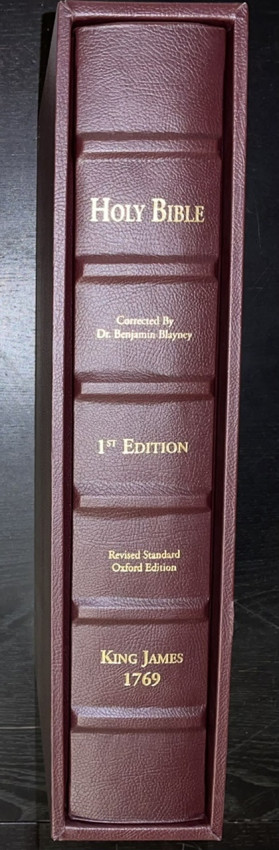 HOLY BIBLE
Corrected By
Dr. Benjamin Blayney
1ST EDITION
Revised Standard
Oxford Edition
KING JAMES
1769